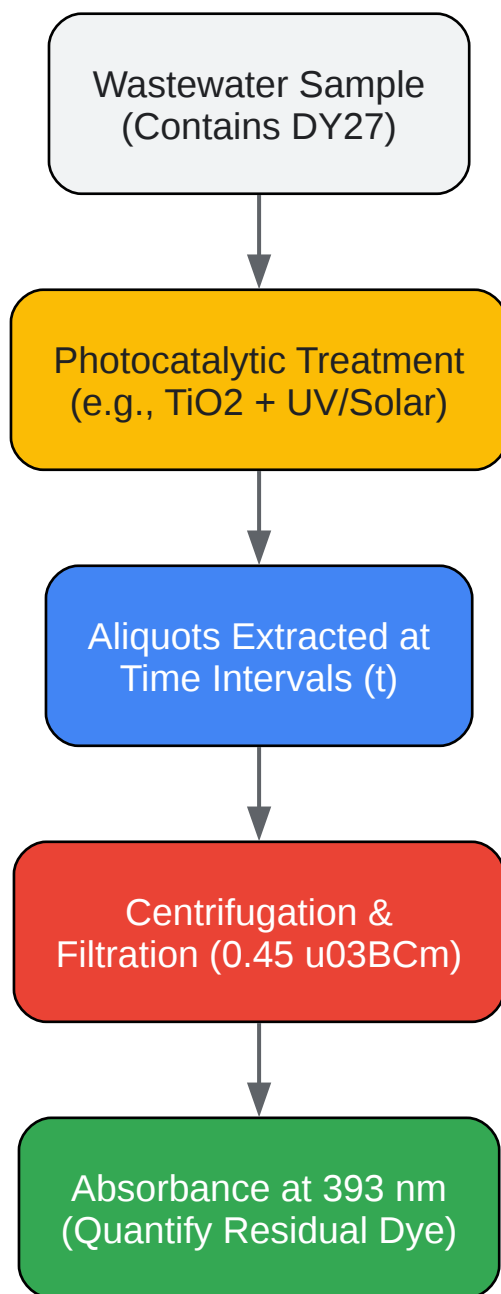 Wastewater Sample
(Contains DY27)
Photocatalytic Treatment
(e.g., TiO2 + UV/Solar)
Aliquots Extracted at
Time Intervals (t)
Centrifugation &
Filtration (0.45 u03BCm)
Absorbance at 393 nm
(Quantify Residual Dye)